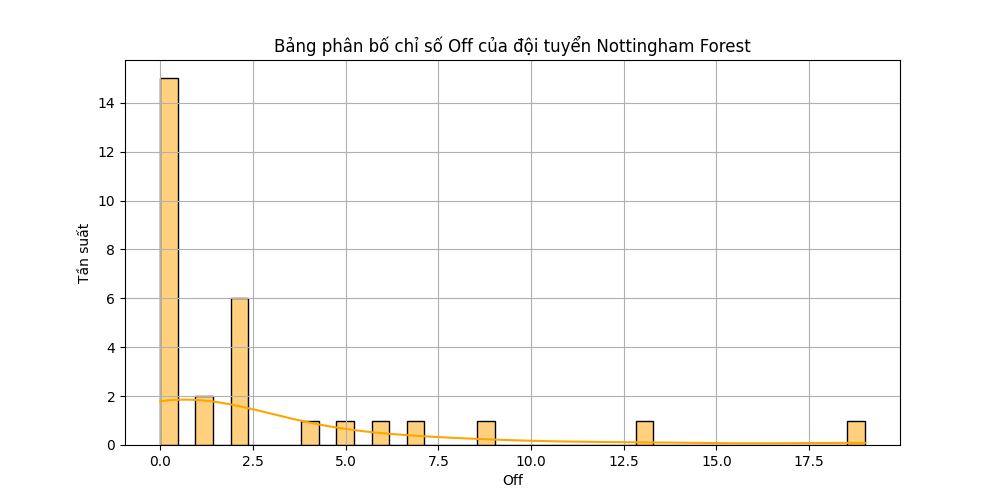 Bảng phân bố chỉ số Off của đội tuyển Nottingham Forest
14
12
10
8
6
4
2
0
Tần suất
0.0 2.5 5.0 7.5 10.0 12.5 15.0 17.5
Off